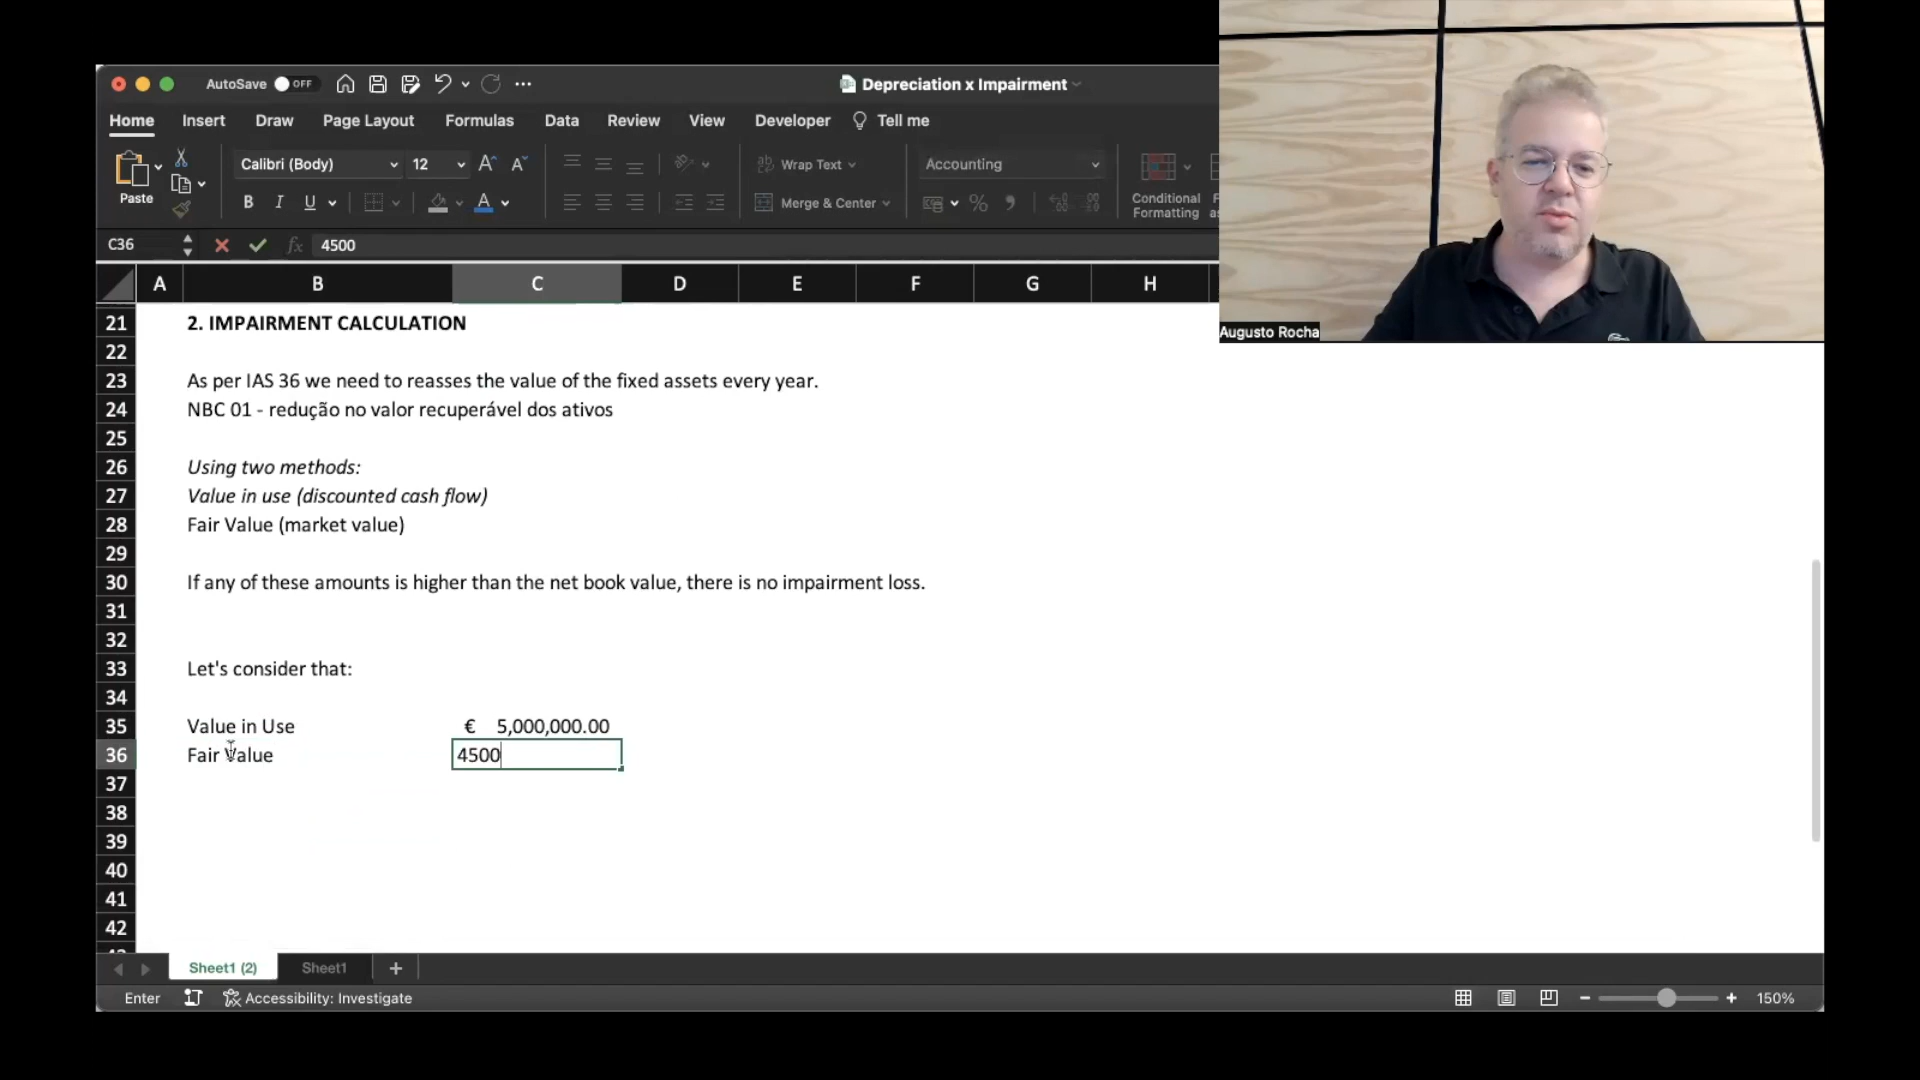 AutoSave OFF
Depreciation x Impairment
Home Insert Draw Page Layout Formulas Data Review View Developer Tell me
Paste
Calibri (Body) 12 A A
Wrap Text
Accounting
B I U
A
Merge & Center
% 9
Conditional Formatting
C36 fx 4500
A B C D E F G H
Augusto Rocha
21 2. IMPAIRMENT CALCULATION
22
23 As per IAS 36 we need to reasses the value of the fixed assets every year.
24 NBC 01 - redução no valor recuperável dos ativos
25
26 Using two methods:
27 Value in use (discounted cash flow)
28 Fair Value (market value)
29
30 If any of these amounts is higher than the net book value, there is no impairment loss.
31
32
33 Let's consider that:
34
35 Value in Use € 5,000,000.00
36 Fair Value 4500
37
38
39
40
41
42
Sheet1 (2) Sheet1 +
Enter Accessibility: Investigate
150%